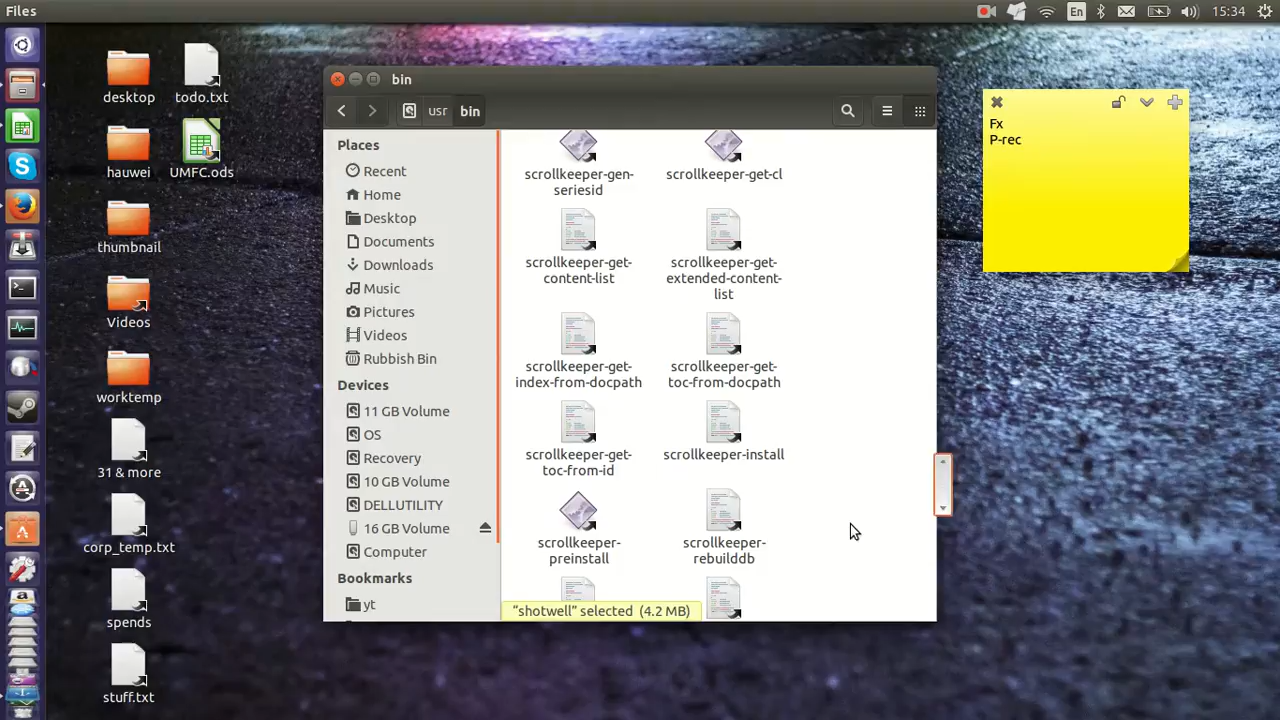 Files
En
15:34
desktop
todo.txt
hauwei
UMFC.ods
thumbnail
Videos
worktemp
31 & more
corp_temp.txt
spends
stuff.txt
bin
usr
bin
Places
Recent
Home
Desktop
Documents
Downloads
Music
Pictures
Videos
Rubbish Bin
Devices
11 GB Volume
OS
Recovery
10 GB Volume
DELLUTILITY
16 GB Volume
Computer
Bookmarks
yt
scrollkeeper-gen-
seriesid
scrollkeeper-get-cl
scrollkeeper-get-
content-list
scrollkeeper-get-
extended-content-
list
scrollkeeper-get-
index-from-docpath
scrollkeeper-get-
toc-from-docpath
scrollkeeper-get-
toc-from-id
scrollkeeper-install
scrollkeeper-
preinstall
scrollkeeper-
rebuilddb
“shotwell” selected (4.2 MB)
Fx
P-rec